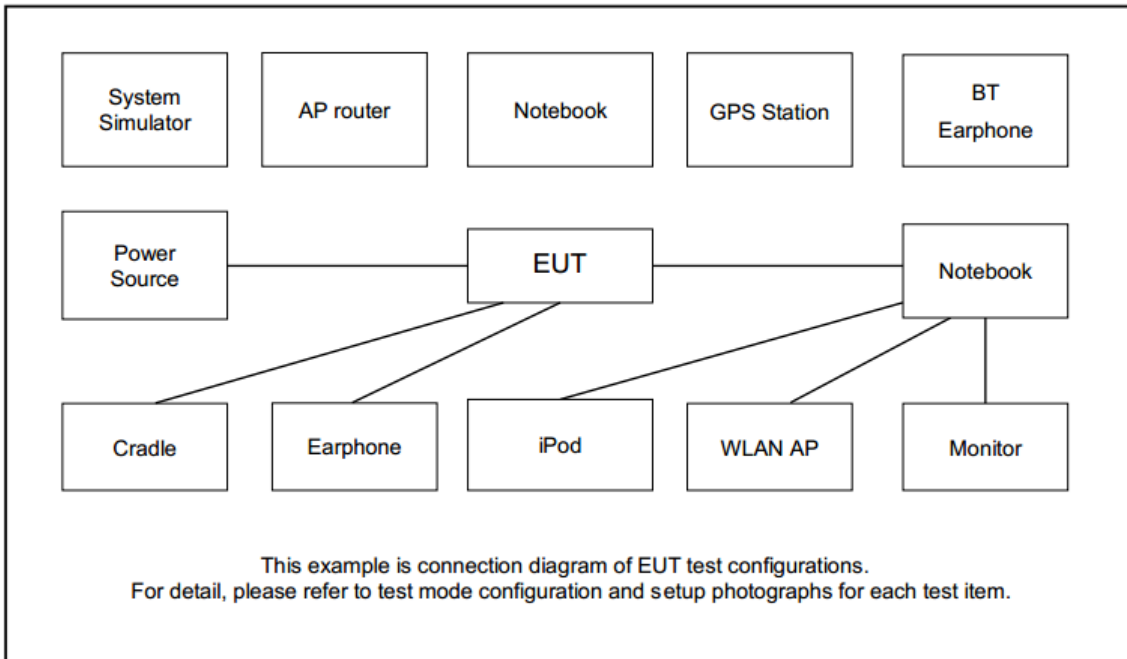 System
Simulator
AP router
Notebook
GPS Station
BT
Earphone
Power
Source
EUT
Notebook
Cradle
Earphone
iPod
WLAN AP
Monitor
This example is connection diagram of EUT test configurations.
For detail, please refer to test mode configuration and setup photographs for each test item.